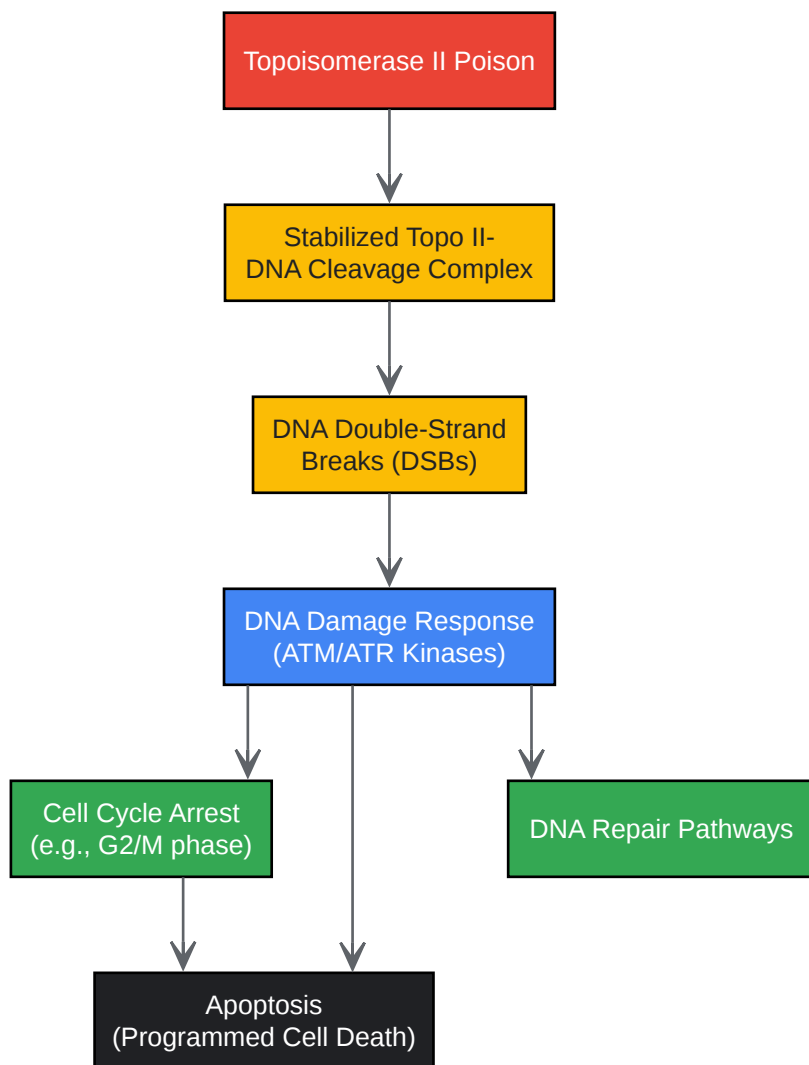 Topoisomerase II Poison
Stabilized Topo II-
DNA Cleavage Complex
DNA Double-Strand
Breaks (DSBs)
DNA Damage Response
(ATM/ATR Kinases)
Cell Cycle Arrest
(e.g., G2/M phase)
DNA Repair Pathways
Apoptosis
(Programmed Cell Death)